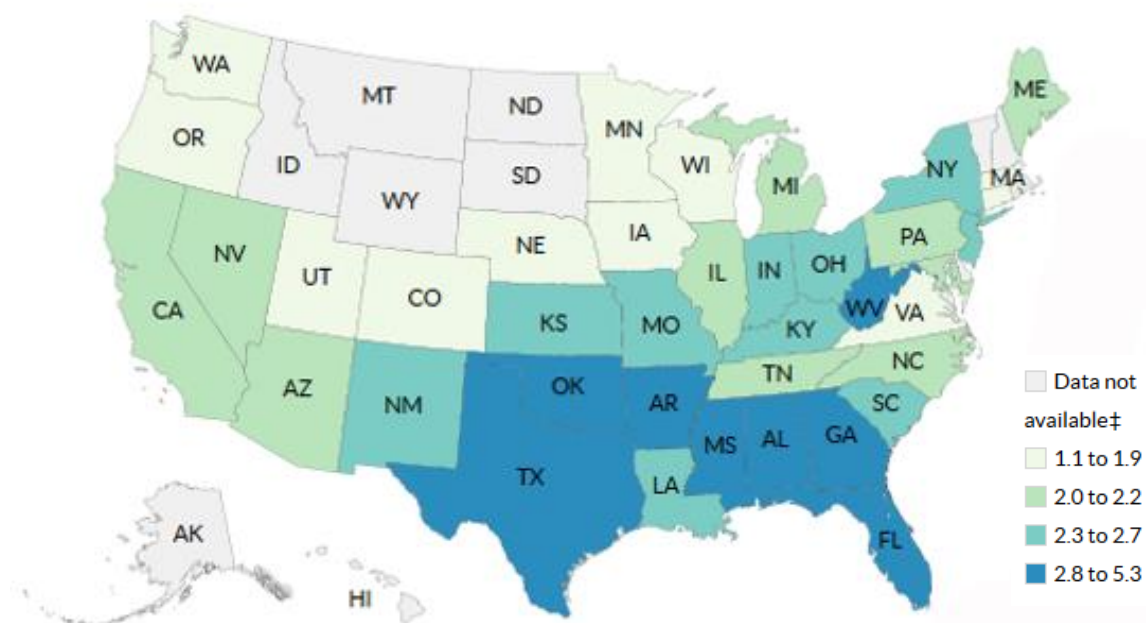 WA
MT
ND
MN
ME
OR
ID
SD
WI
MI
NY
MA
WY
IA
PA
NE
NV
UT
CO
IL
IN
OH
CA
KS
MO
WV
VA
KY
AZ
NM
OK
AR
TN
NC
SC
MS
AL
GA
TX
LA
FL
AK
HI
Data not
available‡
1.1 to 1.9
2.0 to 2.2
2.3 to 2.7
2.8 to 5.3